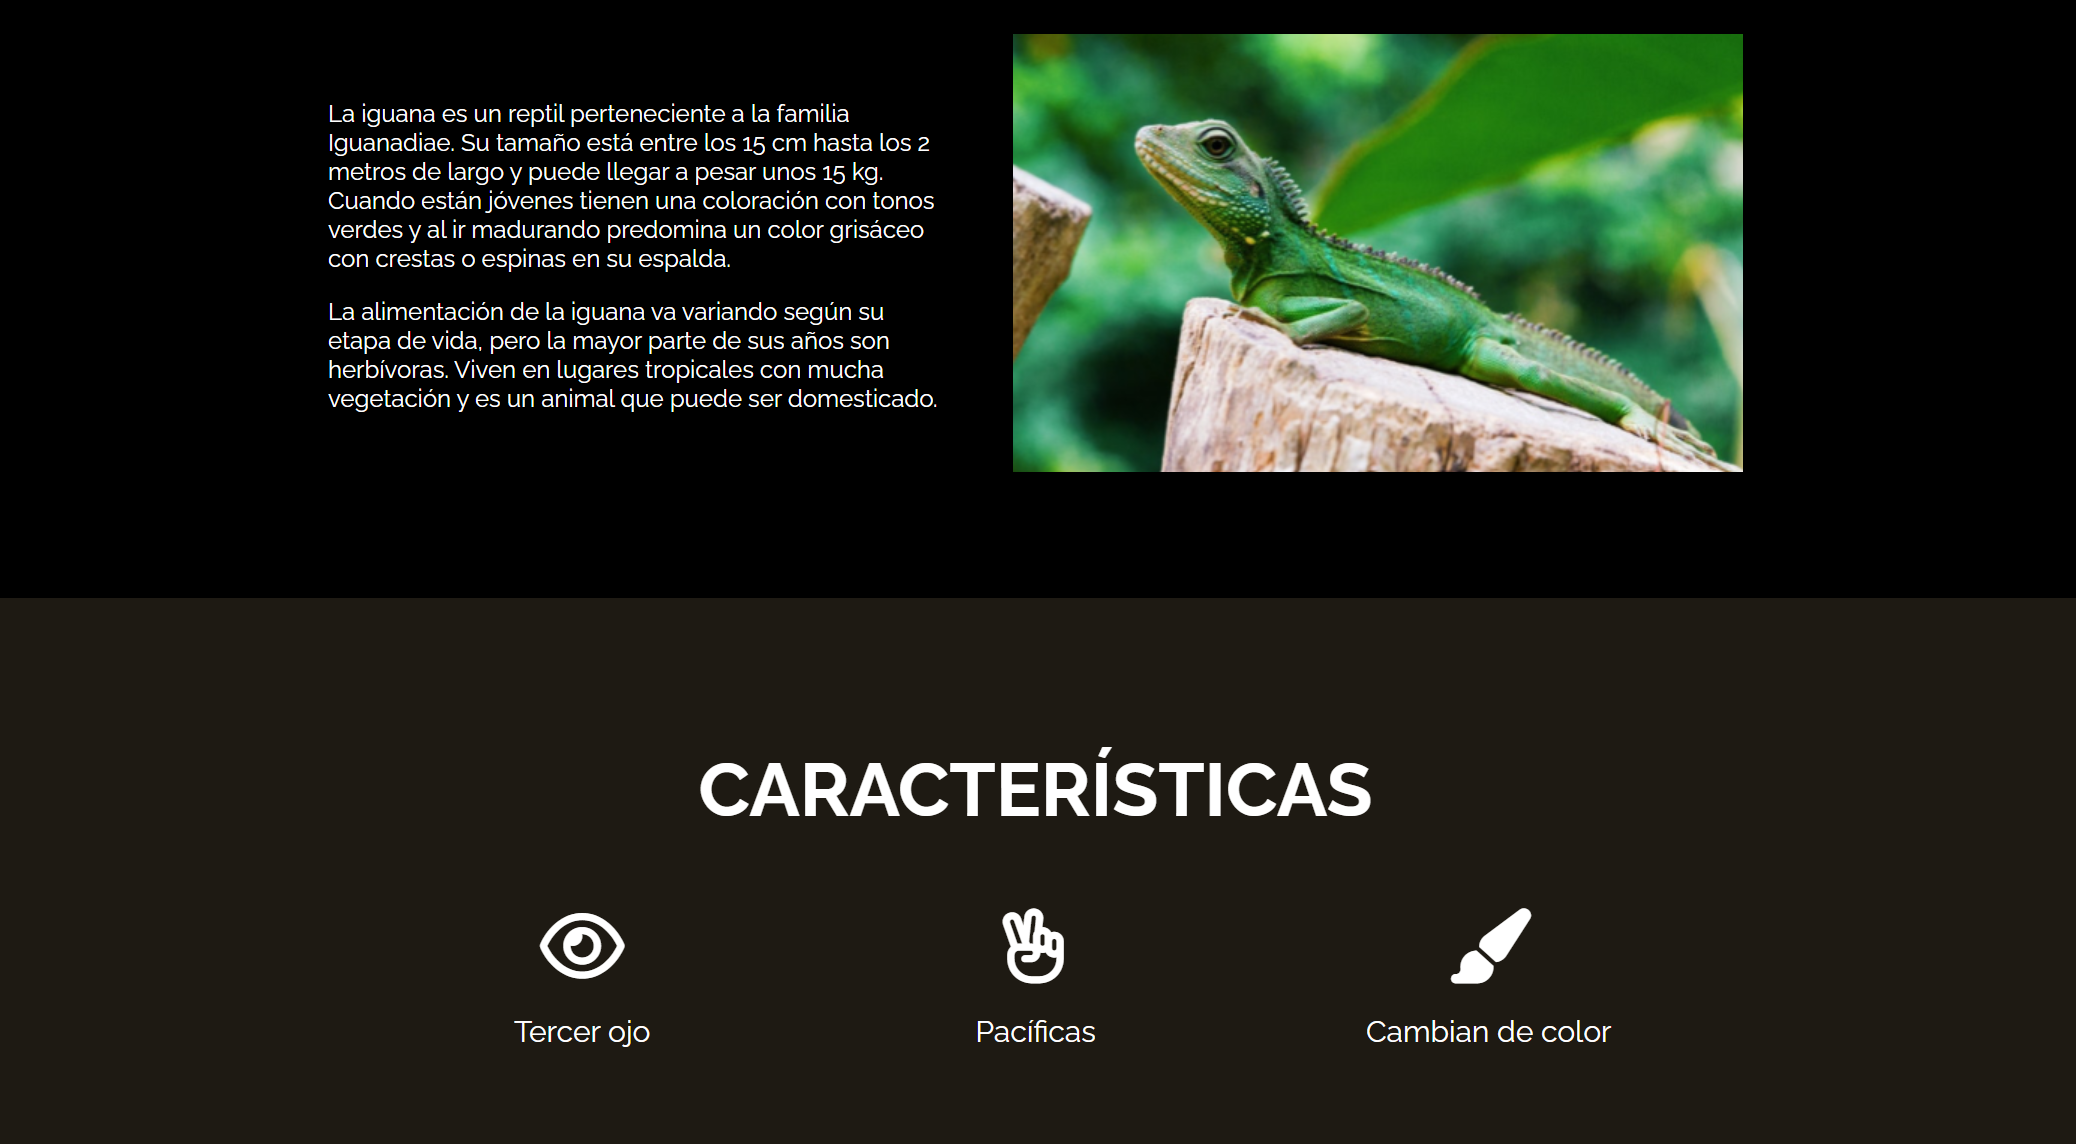 La iguana es un reptil perteneciente a la familia
Iguanadiae. Su tamaño está entre los 15 cm hasta los 2
metros de largo y puede llegar a pesar unos 15 kg.
Cuando están jóvenes tienen una coloración con tonos
verdes y al ir madurando predomina un color grisáceo
con crestas o espinas en su espalda.
La alimentación de la iguana va variando según su
etapa de vida, pero la mayor parte de sus años son
herbívoras. Viven en lugares tropicales con mucha
vegetación y es un animal que puede ser domesticado.
CARACTERÍSTICAS
Tercer ojo
Pacíficas
Cambian de color